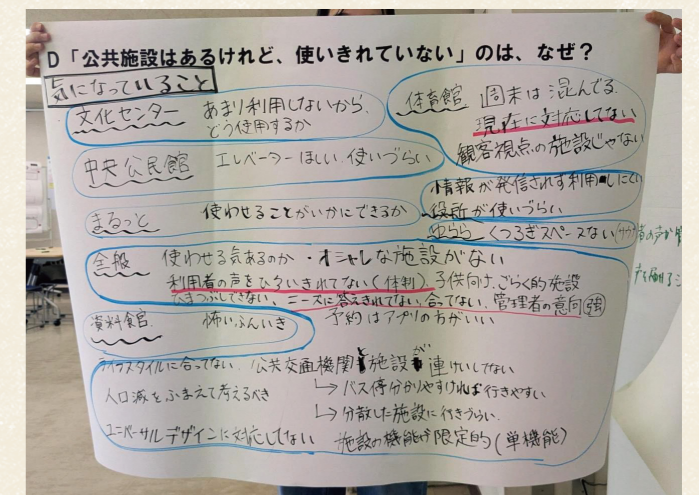 D「公共施設はあるけれど、使いきれていない」のは、なぜ？
気になっていること
文化センター あまり利用しないから、
どう使用するか
体育館 週末は混んでる
現在に対応してない
観客視点の施設じゃない
中央公民館 エレベーターほしい、使いづらい
情報が発信されず利用しにくい
役所が使いづらい
まるっと 使わせることがいかにできるか
くつろぎスペースない
全般 使わせる気あるのか ・オシャレな施設がない
利用者の声をひろいきれてない(体制) 子供向け、ごらく的施設
ひまつぶしできない、ニーズに答えきれてない、合ってない、管理者の意向(強)
資料館 怖いふんいき 予約はアプリの方がいい
ライフスタイルに合ってない 公共交通機関 施設が連けいしてない
人口減をふまえて考えるべき └→バス停分かりやすければ行きやすい
└→分散した施設に行きづらい
ユニバーサルデザインに対応してない 施設の機能が限定的(単機能)